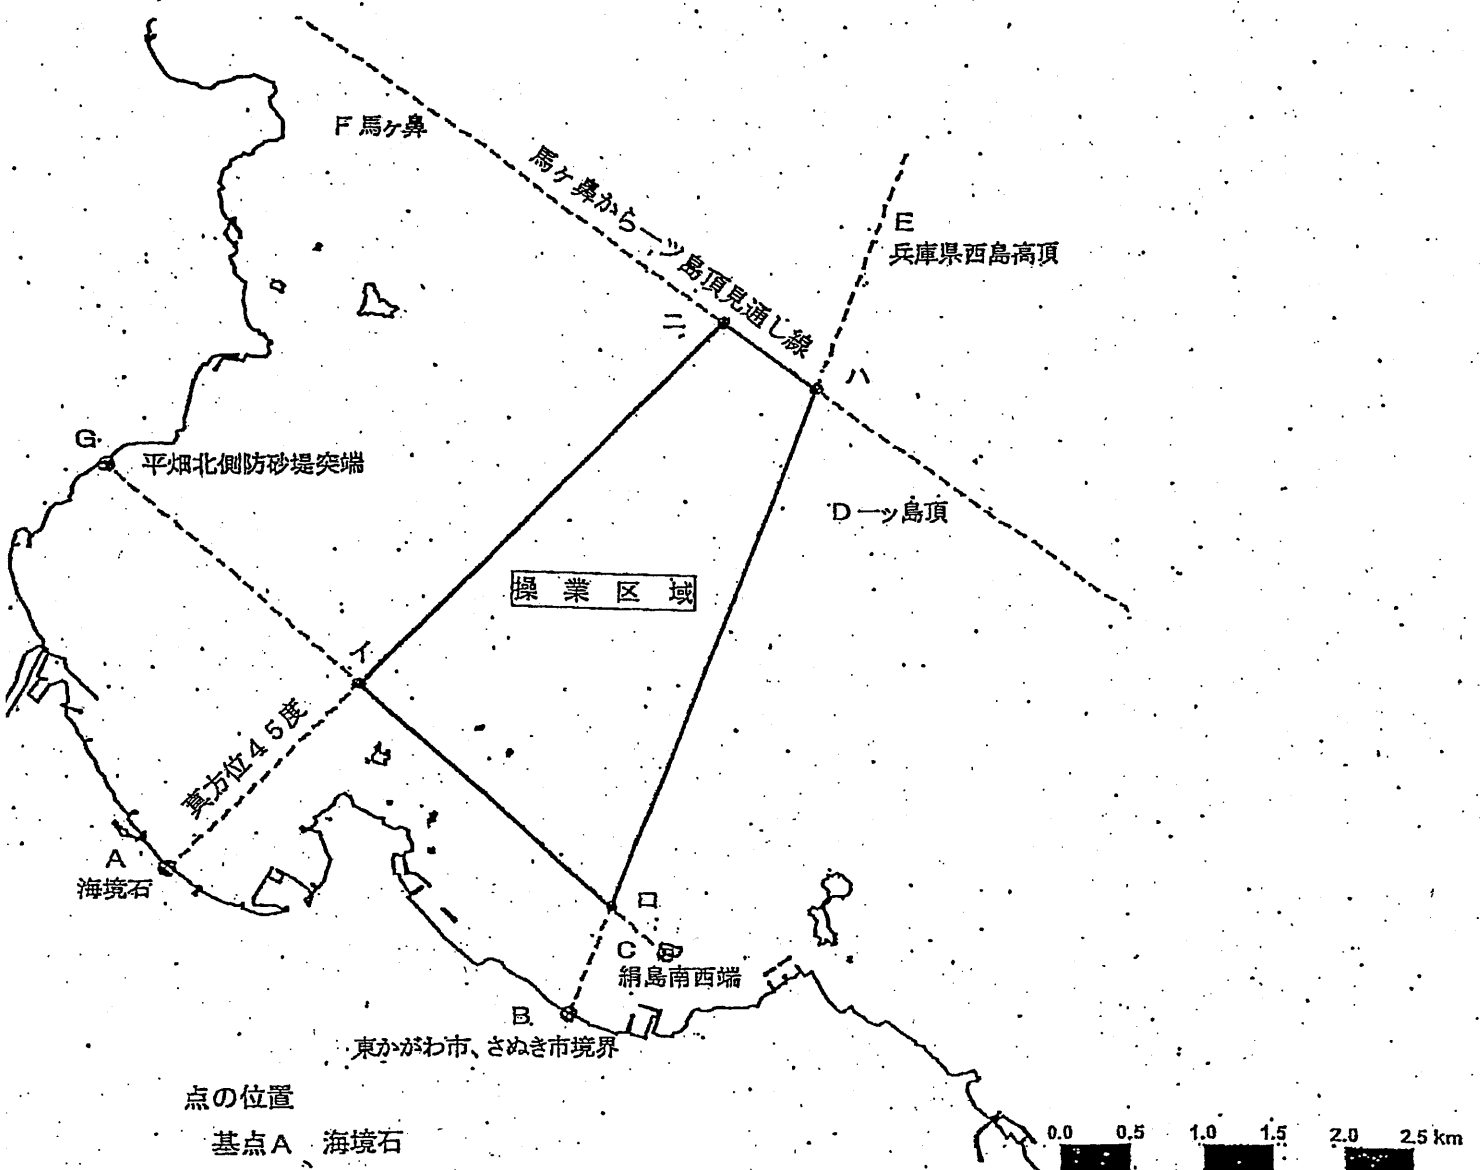 F 馬ヶ鼻
馬ヶ鼻から一ツ島頂見通し線
E
兵庫県西島高頂
ニ
ハ
G
平畑北側防砂堤突端
D 一ッ島頂
操業区域
イ
真方位45度
A
海境石
ロ
C
絹島南西端
B
東かがわ市、さぬき市境界
点の位置
基点A 海境石
0.0 0.5 1.0 1.5 2.0 2.5 km